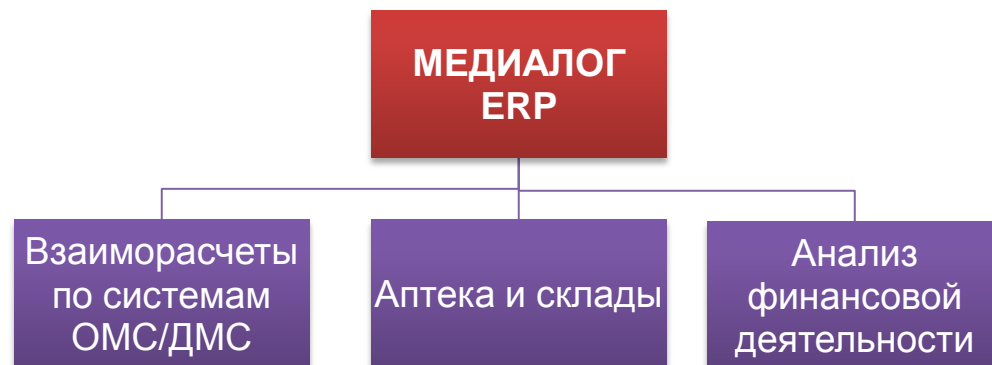 МЕДИАЛОГ
ERP
Взаиморасчеты
по системам
ОМС/ДМС
Аптека и склады
Анализ
финансовой
деятельности